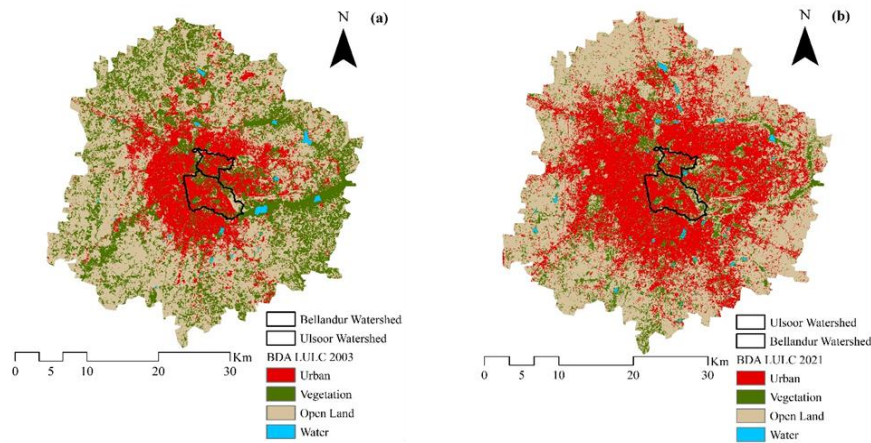 (a)
N
Bellandur Watershed
Ulsoor Watershed
BDA LULC 2003
Urban
Vegetation
Open Land
Water
Km
0 10 20 30
(b)
N
Ulsoor Watershed
Bellandur Watershed
BDA LULC 2021
Urban
Vegetation
Open Land
Water
Km
0 5 10 20 30